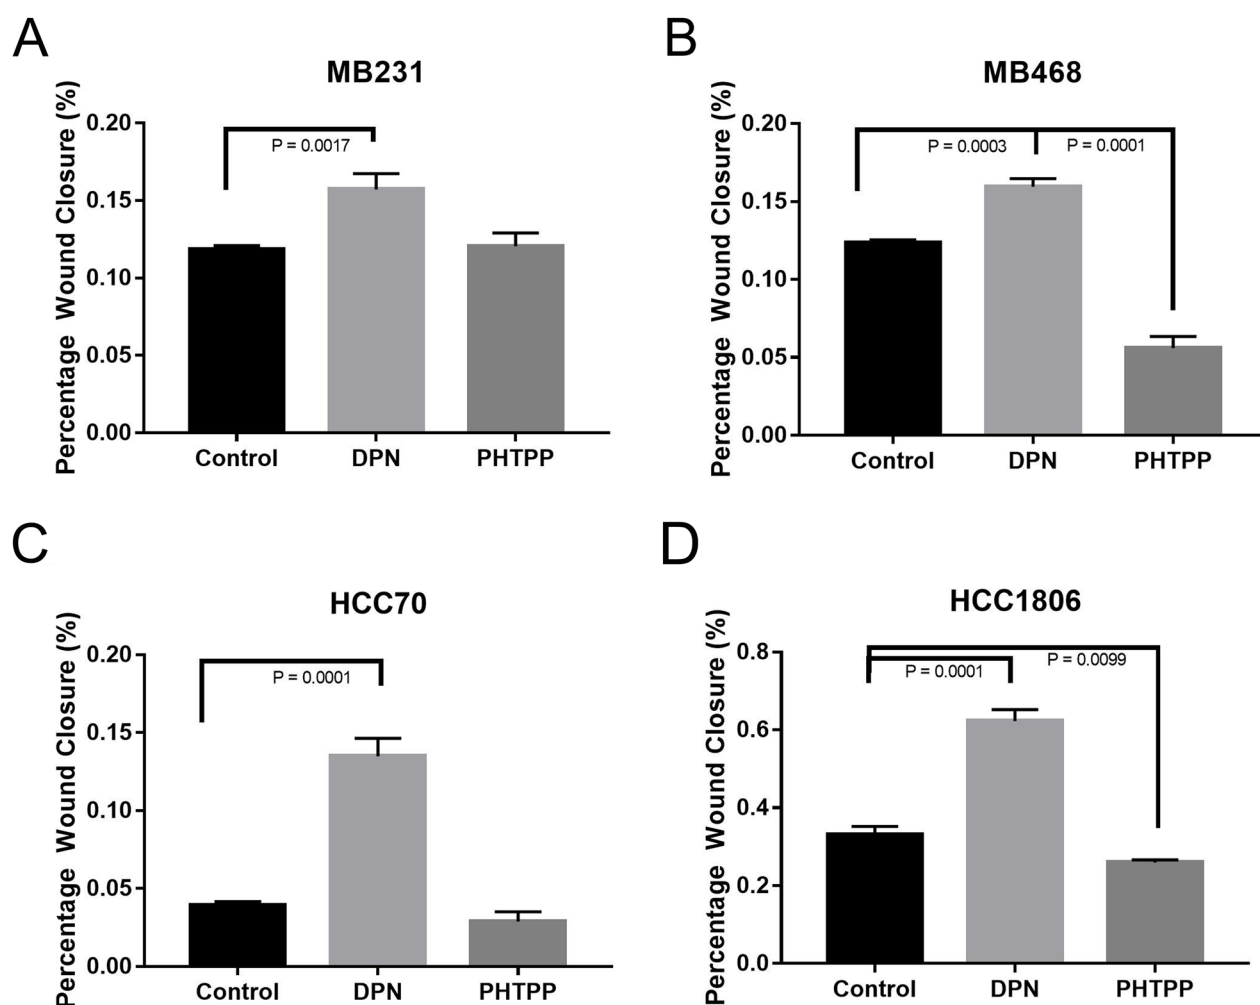 A
MB231
Percentage Wound Closure (%)
0.20
0.15
0.10
0.05
0.00
P = 0.0017
Control DPN PHTPP
B
MB468
Percentage Wound Closure (%)
0.20
0.15
0.10
0.05
0.00
P = 0.0003 P = 0.0001
Control DPN PHTPP
C
HCC70
Percentage Wound Closure (%)
0.20
0.15
0.10
0.05
0.00
P = 0.0001
Control DPN PHTPP
D
HCC1806
Percentage Wound Closure (%)
0.8
0.6
0.4
0.2
0.0
P = 0.0099
P = 0.0001
Control DPN PHTPP